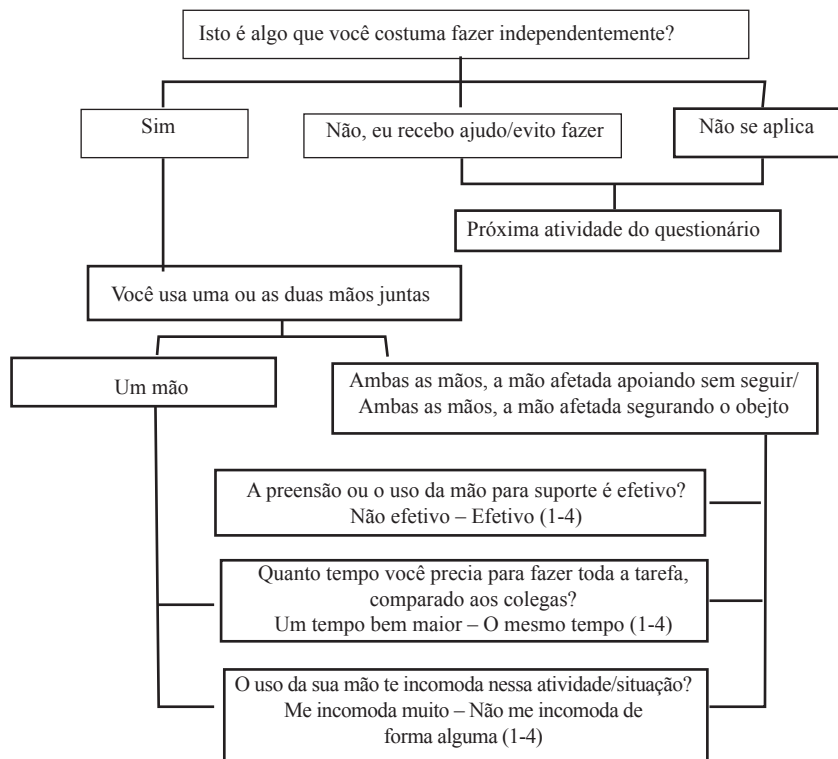 Isto é algo que você costuma fazer independentemente?
Sim
Não, eu recebo ajudo/evito fazer
Não se aplica
Próxima atividade do questionário
Você usa uma ou as duas mãos juntas
Um mão
Ambas as mãos, a mão afetada apoiando sem seguir/
Ambas as mãos, a mão afetada segurando o obejto
A preensão ou o uso da mão para suporte é efetivo?
Não efetivo – Efetivo (1-4)
Quanto tempo você precia para fazer toda a tarefa,
comparado aos colegas?
Um tempo bem maior – O mesmo tempo (1-4)
O uso da sua mão te incomoda nessa atividade/situação?
Me incomoda muito – Não me incomoda de
forma alguma (1-4)